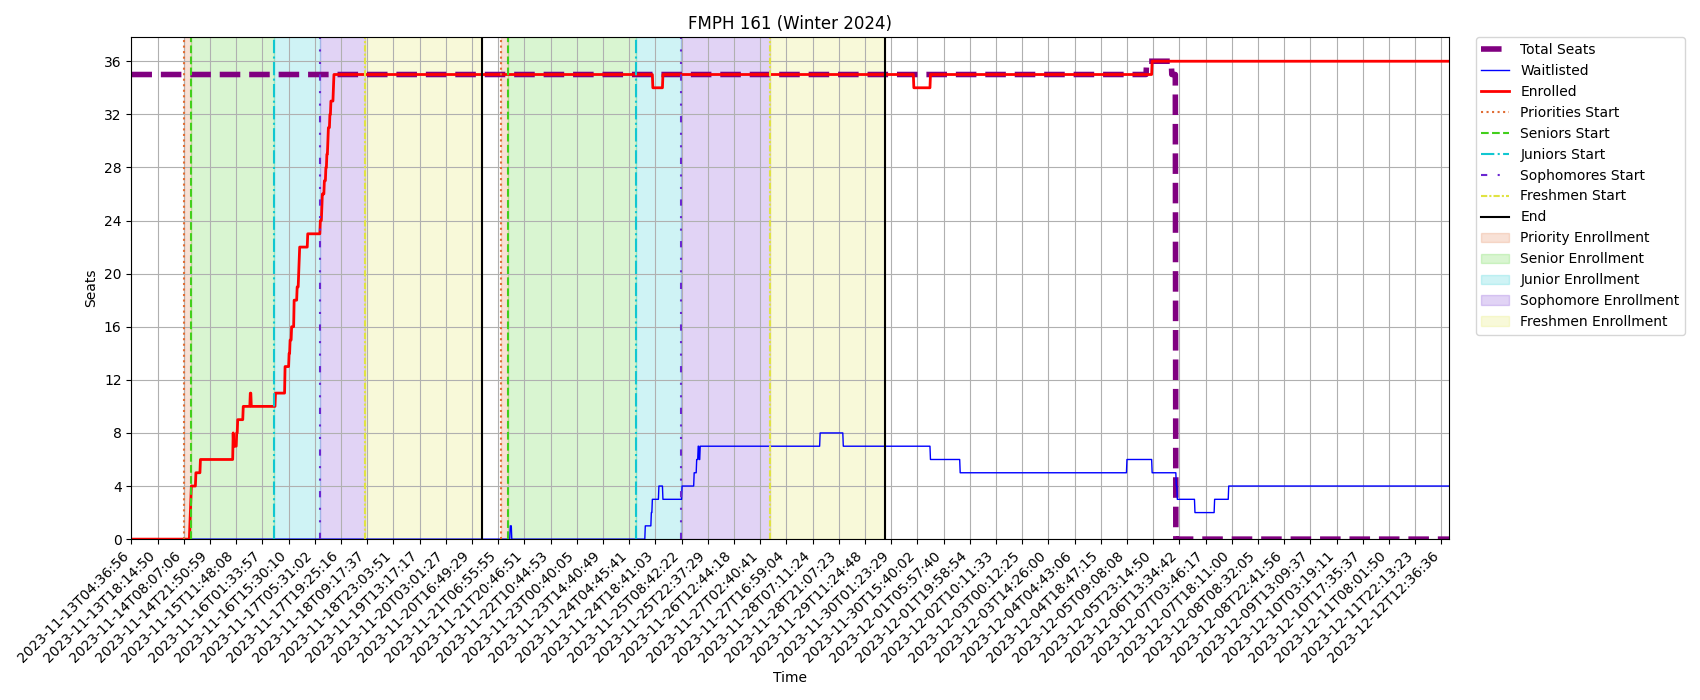 FMPH 161 (Winter 2024)
Seats
36
32
28
24
20
16
12
8
4
0
2023-11-13T04:36:56
2023-11-13T18:14:50
2023-11-14T08:07:06
2023-11-14T21:50:59
2023-11-15T11:48:08
2023-11-16T01:33:57
2023-11-16T15:30:10
2023-11-17T05:31:02
2023-11-17T19:25:16
2023-11-18T09:17:37
2023-11-18T23:03:51
2023-11-19T13:17:17
2023-11-20T03:01:27
2023-11-20T16:49:29
2023-11-21T06:55:55
2023-11-21T20:46:51
2023-11-22T10:44:53
2023-11-23T00:40:05
2023-11-23T14:40:49
2023-11-24T04:45:41
2023-11-24T18:41:03
2023-11-25T08:42:22
2023-11-25T22:37:29
2023-11-26T12:44:18
2023-11-27T02:40:41
2023-11-27T16:59:04
2023-11-28T07:11:24
2023-11-28T21:07:23
2023-11-29T11:24:48
2023-11-30T01:23:29
2023-11-30T15:40:02
2023-12-01T05:57:40
2023-12-01T19:58:54
2023-12-02T10:11:33
2023-12-03T00:12:25
2023-12-03T14:26:00
2023-12-04T04:43:06
2023-12-04T18:47:15
2023-12-05T09:08:08
2023-12-05T23:14:50
2023-12-06T13:34:42
2023-12-07T03:46:17
2023-12-07T18:11:00
2023-12-08T08:32:05
2023-12-08T22:41:56
2023-12-09T13:09:37
2023-12-10T03:19:11
2023-12-10T17:35:37
2023-12-11T08:01:50
2023-12-11T22:13:23
2023-12-12T12:36:36
Time
Total Seats
Waitlisted
Enrolled
Priorities Start
Seniors Start
Juniors Start
Sophomores Start
Freshmen Start
End
Priority Enrollment
Senior Enrollment
Junior Enrollment
Sophomore Enrollment
Freshmen Enrollment